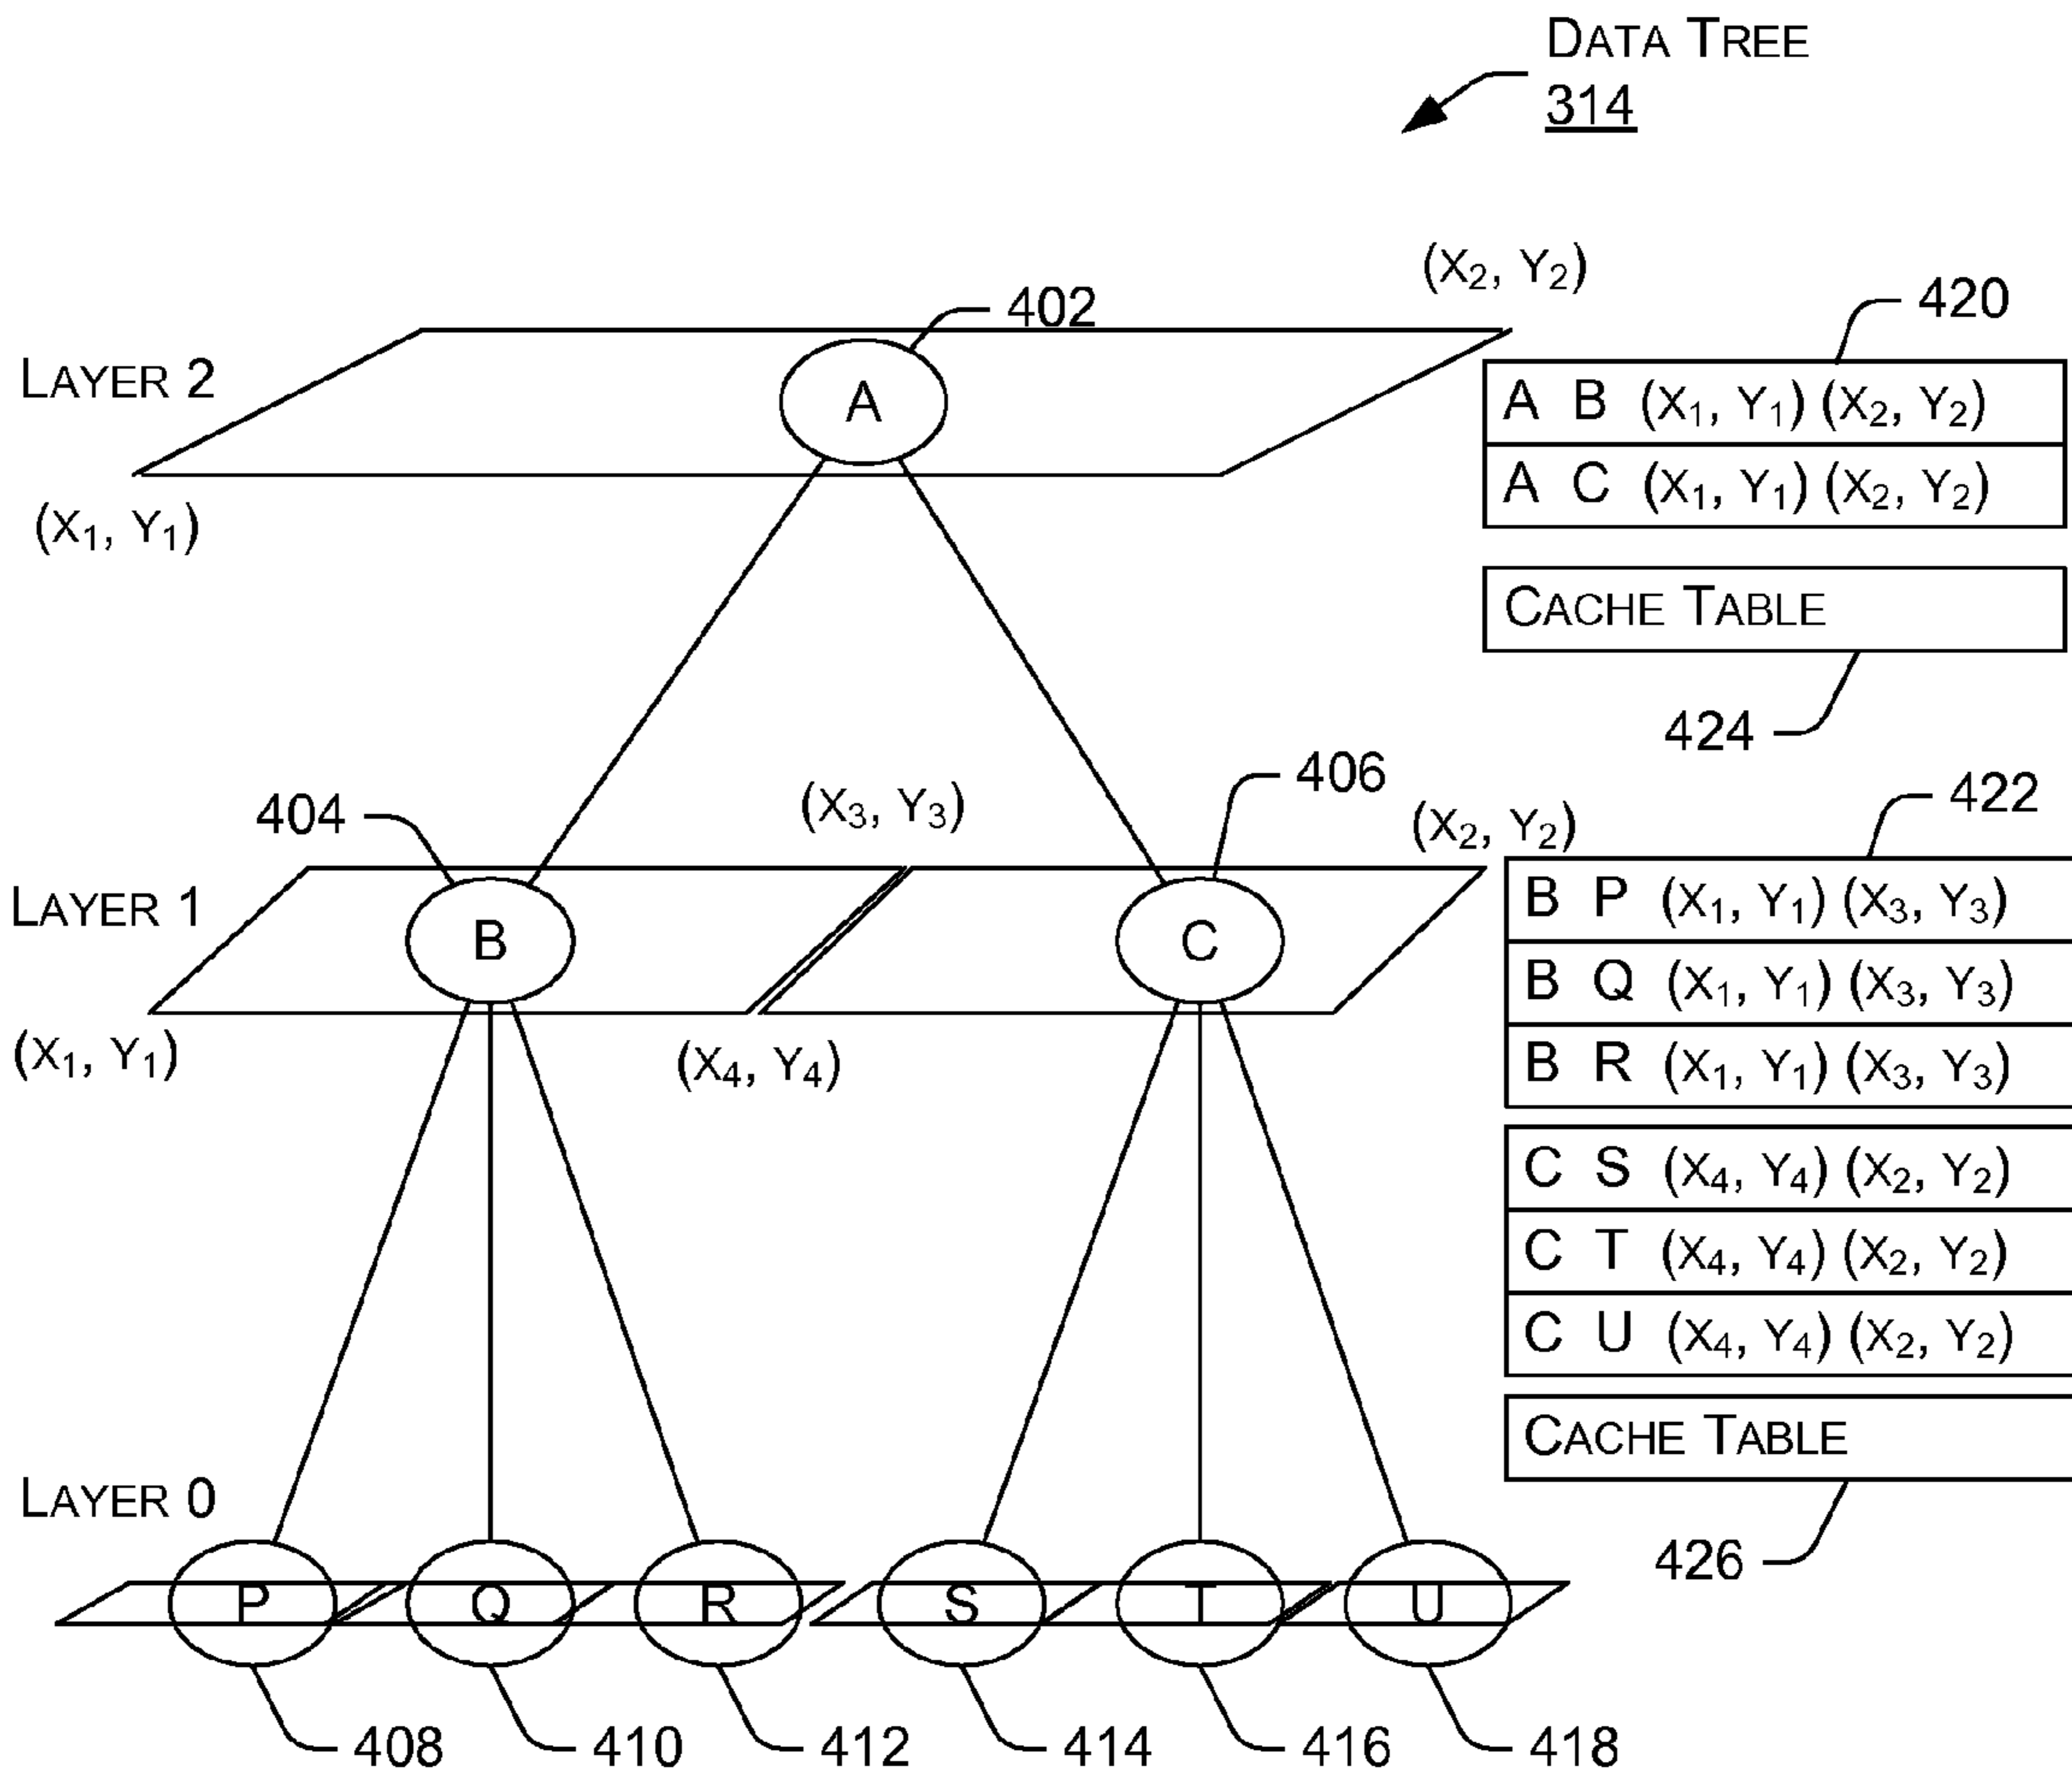 DATA TREE
314
(X2, Y2)
402
420
LAYER 2
A
A B (X1, Y1) (X2, Y2)
A C (X1, Y1) (X2, Y2)
(X1, Y1)
CACHE TABLE
424
404
(X3, Y3)
406
(X2, Y2)
422
LAYER 1
B
C
B P (X1, Y1) (X3, Y3)
B Q (X1, Y1) (X3, Y3)
B R (X1, Y1) (X3, Y3)
(X1, Y1)
(X4, Y4)
C S (X4, Y4) (X2, Y2)
C T (X4, Y4) (X2, Y2)
C U (X4, Y4) (X2, Y2)
CACHE TABLE
426
LAYER 0
P
Q
R
S
T
U
408
410
412
414
416
418